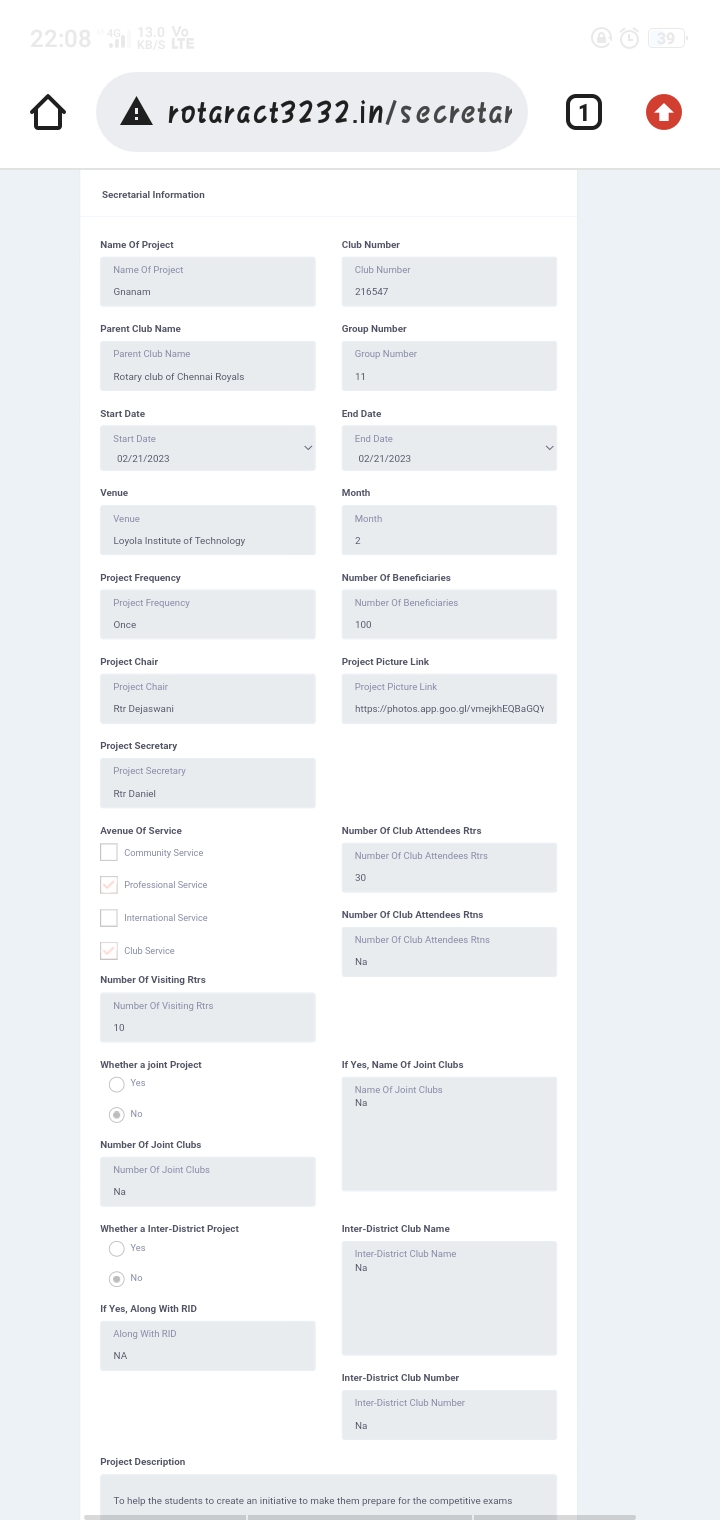 22:08 4G 13.0 KB/S Vo LTE 39
rotaract3232.in/secretar 1
Secretarial Information
Name Of Project
Name Of Project
Gnanam
Club Number
Club Number
216547
Parent Club Name
Parent Club Name
Rotary club of Chennai Royals
Group Number
Group Number
11
Start Date
Start Date
02/21/2023
End Date
End Date
02/21/2023
Venue
Venue
Loyola Institute of Technology
Month
Month
2
Project Frequency
Project Frequency
Once
Number Of Beneficiaries
Number Of Beneficiaries
100
Project Chair
Project Chair
Rtr Dejaswani
Project Picture Link
Project Picture Link
https://photos.app.goo.gl/vmejkhEQBaGQY
Project Secretary
Project Secretary
Rtr Daniel
Avenue Of Service
Community Service
Professional Service
International Service
Club Service
Number Of Club Attendees Rtrs
Number Of Club Attendees Rtrs
30
Number Of Club Attendees Rtns
Number Of Club Attendees Rtns
Na
Number Of Visiting Rtrs
Number Of Visiting Rtrs
10
Whether a joint Project
Yes
No
If Yes, Name Of Joint Clubs
Name Of Joint Clubs
Na
Number Of Joint Clubs
Number Of Joint Clubs
Na
Whether a Inter-District Project
Yes
No
Inter-District Club Name
Inter-District Club Name
Na
If Yes, Along With RID
Along With RID
NA
Inter-District Club Number
Inter-District Club Number
Na
Project Description
To help the students to create an initiative to make them prepare for the competitive exams